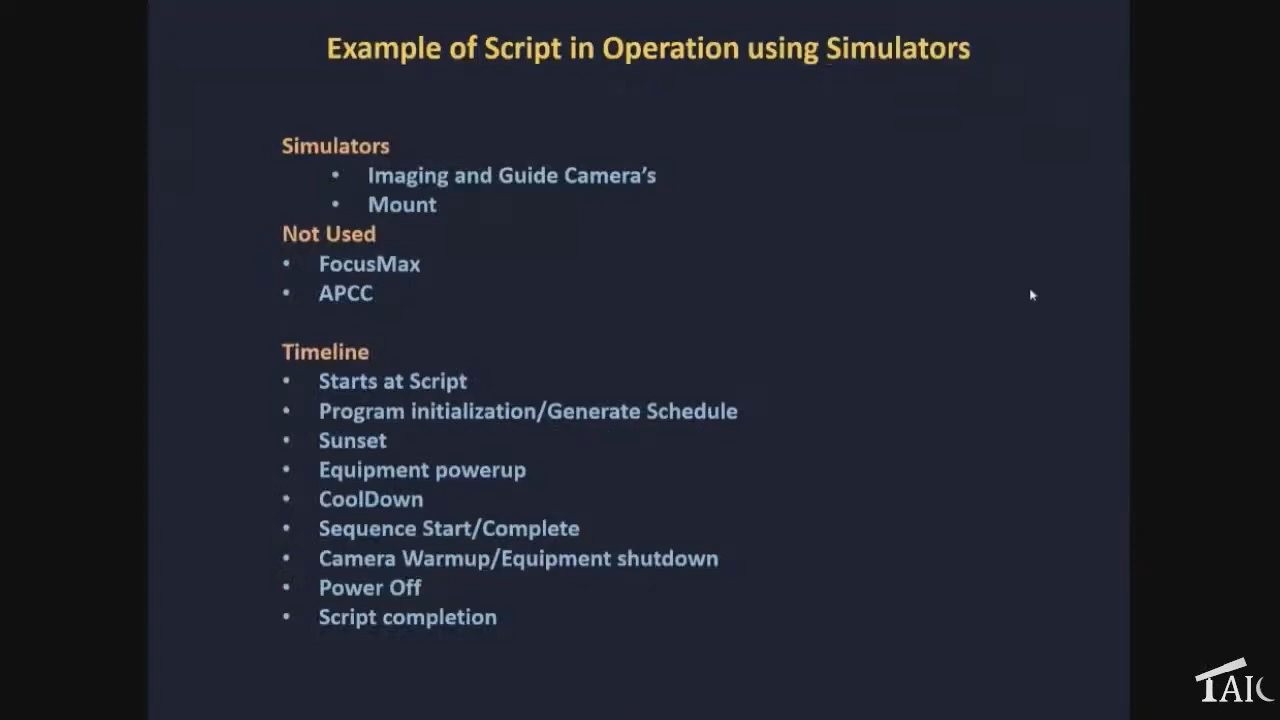 Example of Script in Operation using Simulators
Simulators
• Imaging and Guide Camera's
• Mount
Not Used
• FocusMax
• APCC
Timeline
• Starts at Script
• Program initialization/Generate Schedule
• Sunset
• Equipment powerup
• CoolDown
• Sequence Start/Complete
• Camera Warmup/Equipment shutdown
• Power Off
• Script completion
TAIC